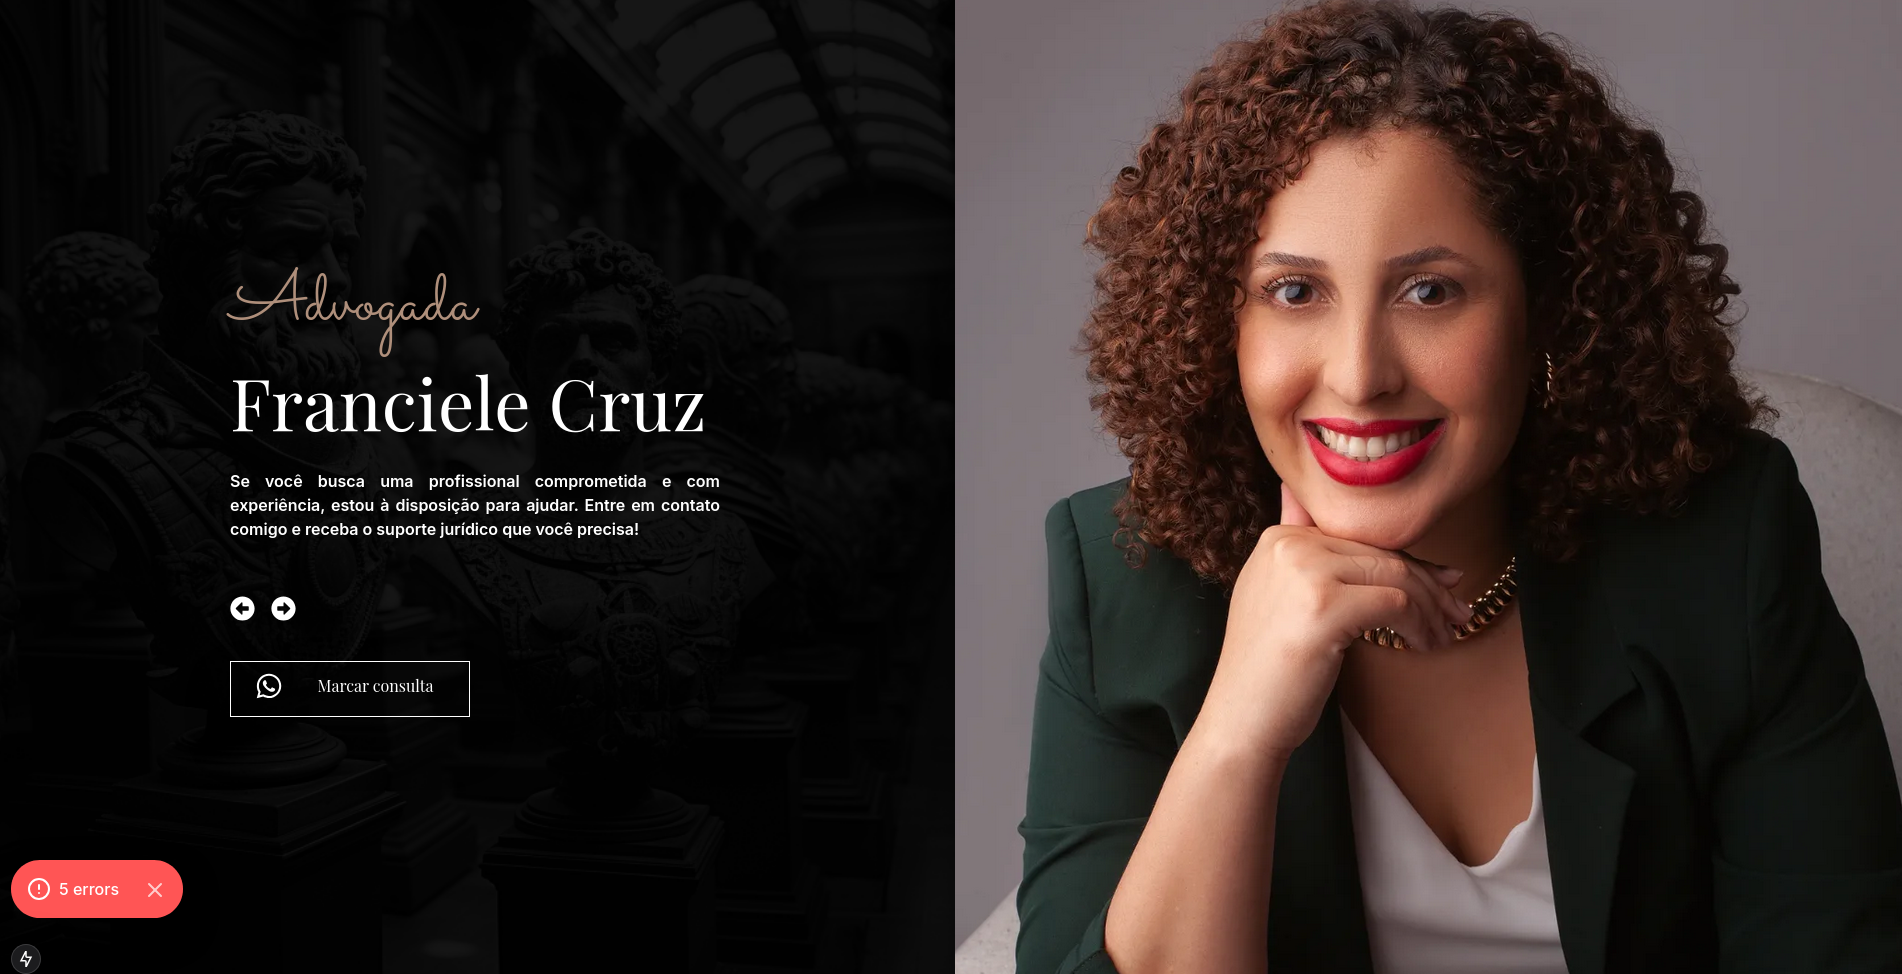 Advogada
Franciele Cruz
Se você busca uma profissional comprometida e com
experiência, estou à disposição para ajudar. Entre em contato
comigo e receba o suporte jurídico que você precisa!
Marcar consulta
5 errors